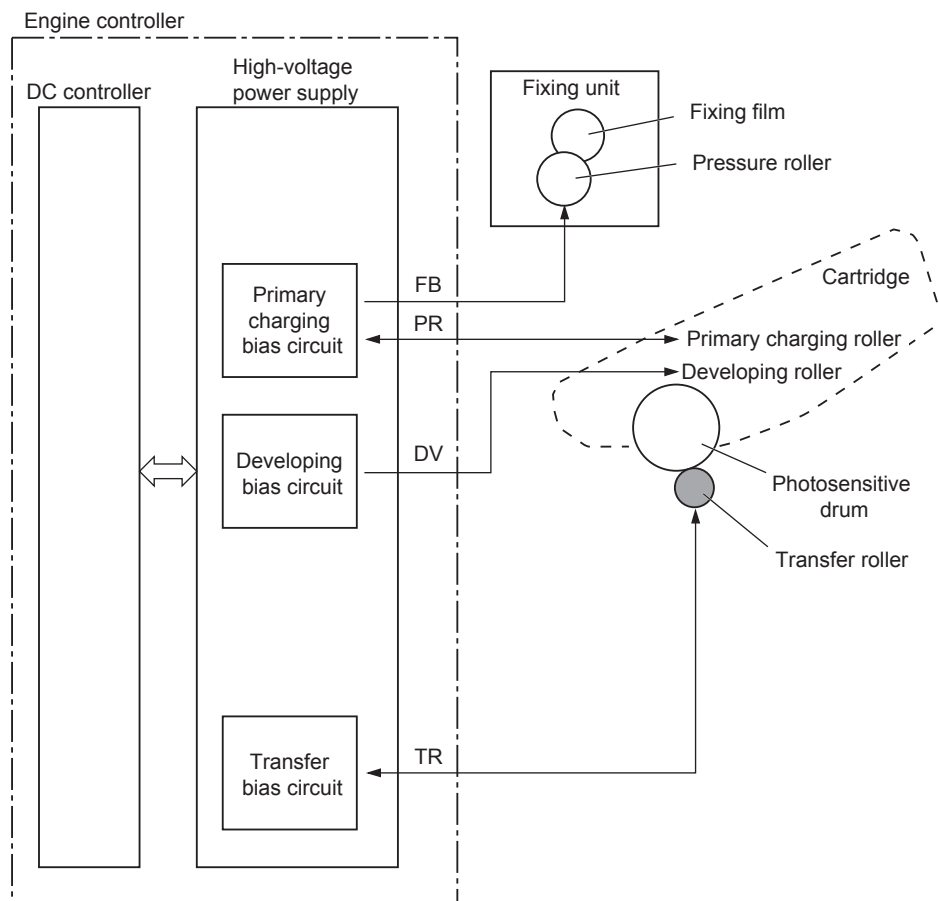 Engine controller
DC controller
High-voltage
power supply
Fixing unit
Fixing film
Pressure roller
Primary
charging
bias circuit
FB
PR
Cartridge
Primary charging roller
Developing roller
Developing
bias circuit
DV
Photosensitive
drum
Transfer roller
Transfer
bias circuit
TR